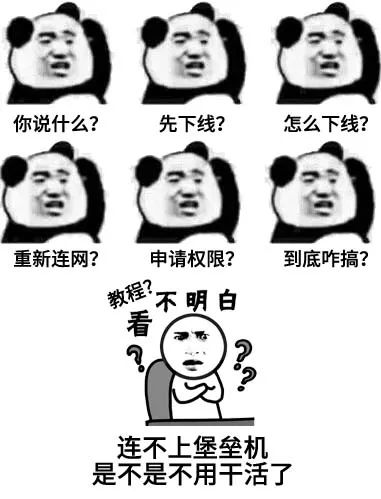 你说什么？ 先下线？ 怎么下线？
重新连网？ 申请权限？ 到底咋搞？
教程？
看不明白
？ ？？
连不上堡垒机
是不是不用干活了